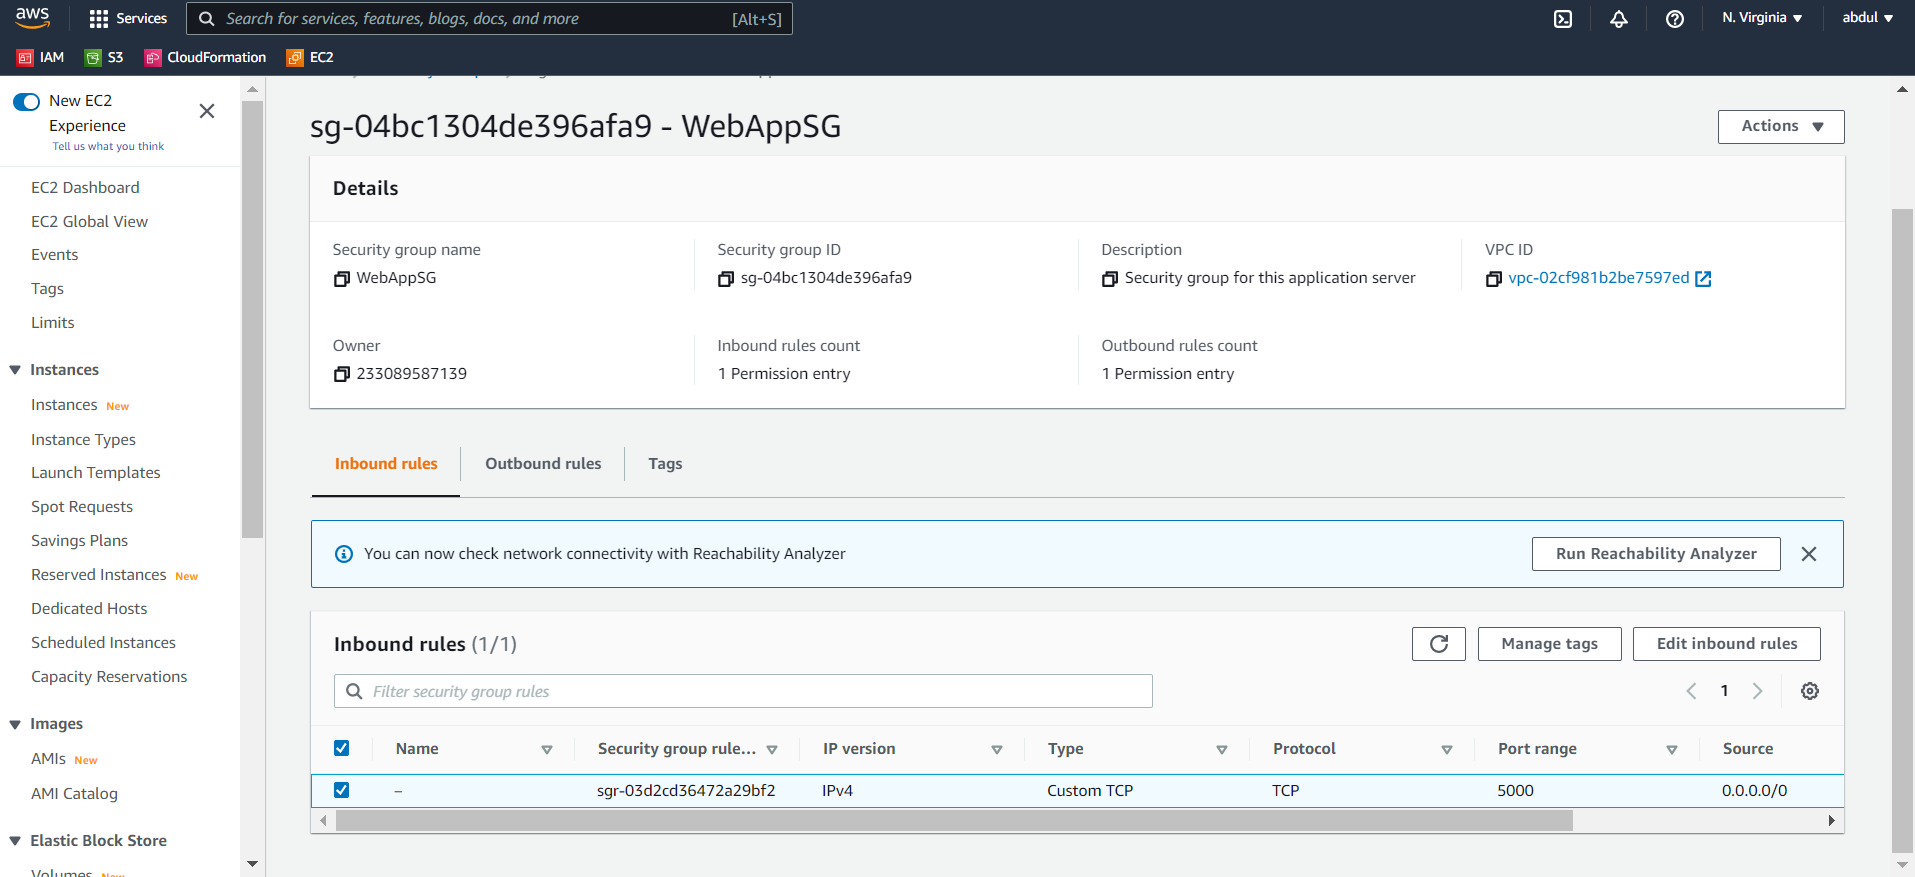 aws
Services
Search for services, features, blogs, docs, and more
[Alt+S]
N. Virginia
abdul
IAM
S3
CloudFormation
EC2
New EC2
Experience
Tell us what you think
EC2 Dashboard
EC2 Global View
Events
Tags
Limits
Instances
Instances New
Instance Types
Launch Templates
Spot Requests
Savings Plans
Reserved Instances New
Dedicated Hosts
Scheduled Instances
Capacity Reservations
Images
AMIs New
AMI Catalog
Elastic Block Store
Volumes New
sg-04bc1304de396afa9 - WebAppSG
Actions
Details
Security group name
WebAppSG
Security group ID
sg-04bc1304de396afa9
Description
Security group for this application server
VPC ID
vpc-02cf981b2be7597ed
Owner
233089587139
Inbound rules count
1 Permission entry
Outbound rules count
1 Permission entry
Inbound rules
Outbound rules
Tags
You can now check network connectivity with Reachability Analyzer
Run Reachability Analyzer
Inbound rules (1/1)
Manage tags
Edit inbound rules
Filter security group rules
1
Name
Security group rule...
IP version
Type
Protocol
Port range
Source
–
sgr-03d2cd36472a29bf2
IPv4
Custom TCP
TCP
5000
0.0.0.0/0